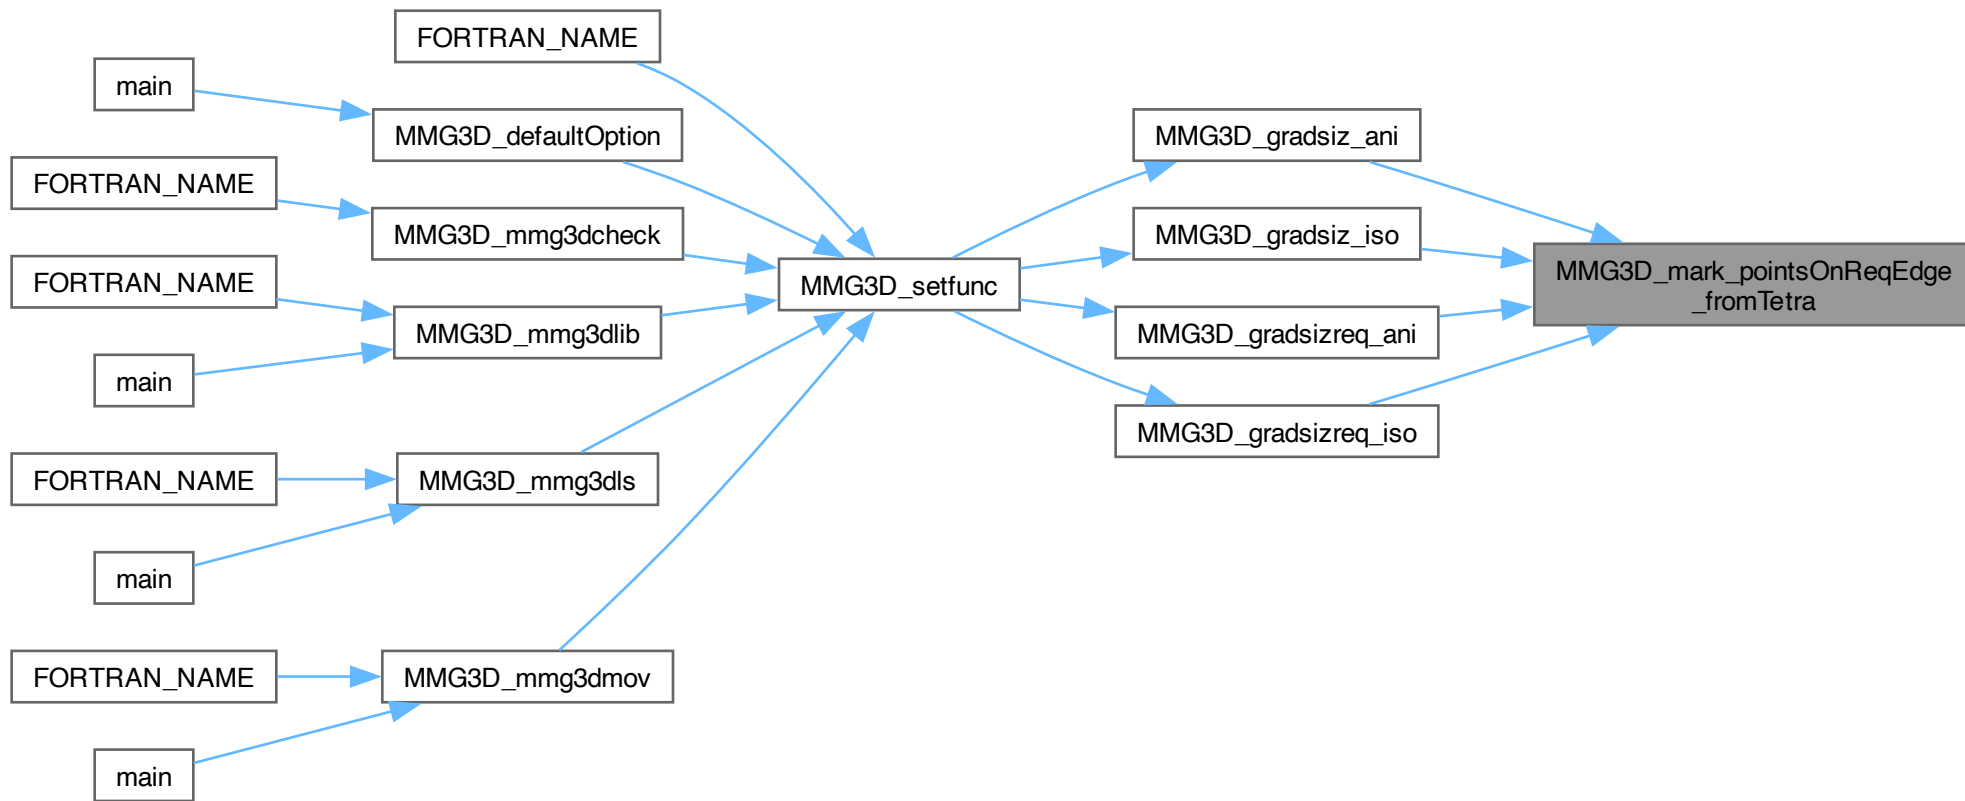 FORTRAN_NAME
main
MMG3D_defaultOption
MMG3D_gradsiz_ani
FORTRAN_NAME
MMG3D_mmg3dcheck
MMG3D_gradsiz_iso
FORTRAN_NAME
MMG3D_setfunc
MMG3D_mark_pointsOnReqEdge
_fromTetra
MMG3D_mmg3dlib
MMG3D_gradsizreq_ani
main
MMG3D_gradsizreq_iso
FORTRAN_NAME
MMG3D_mmg3dls
main
FORTRAN_NAME
MMG3D_mmg3dmov
main